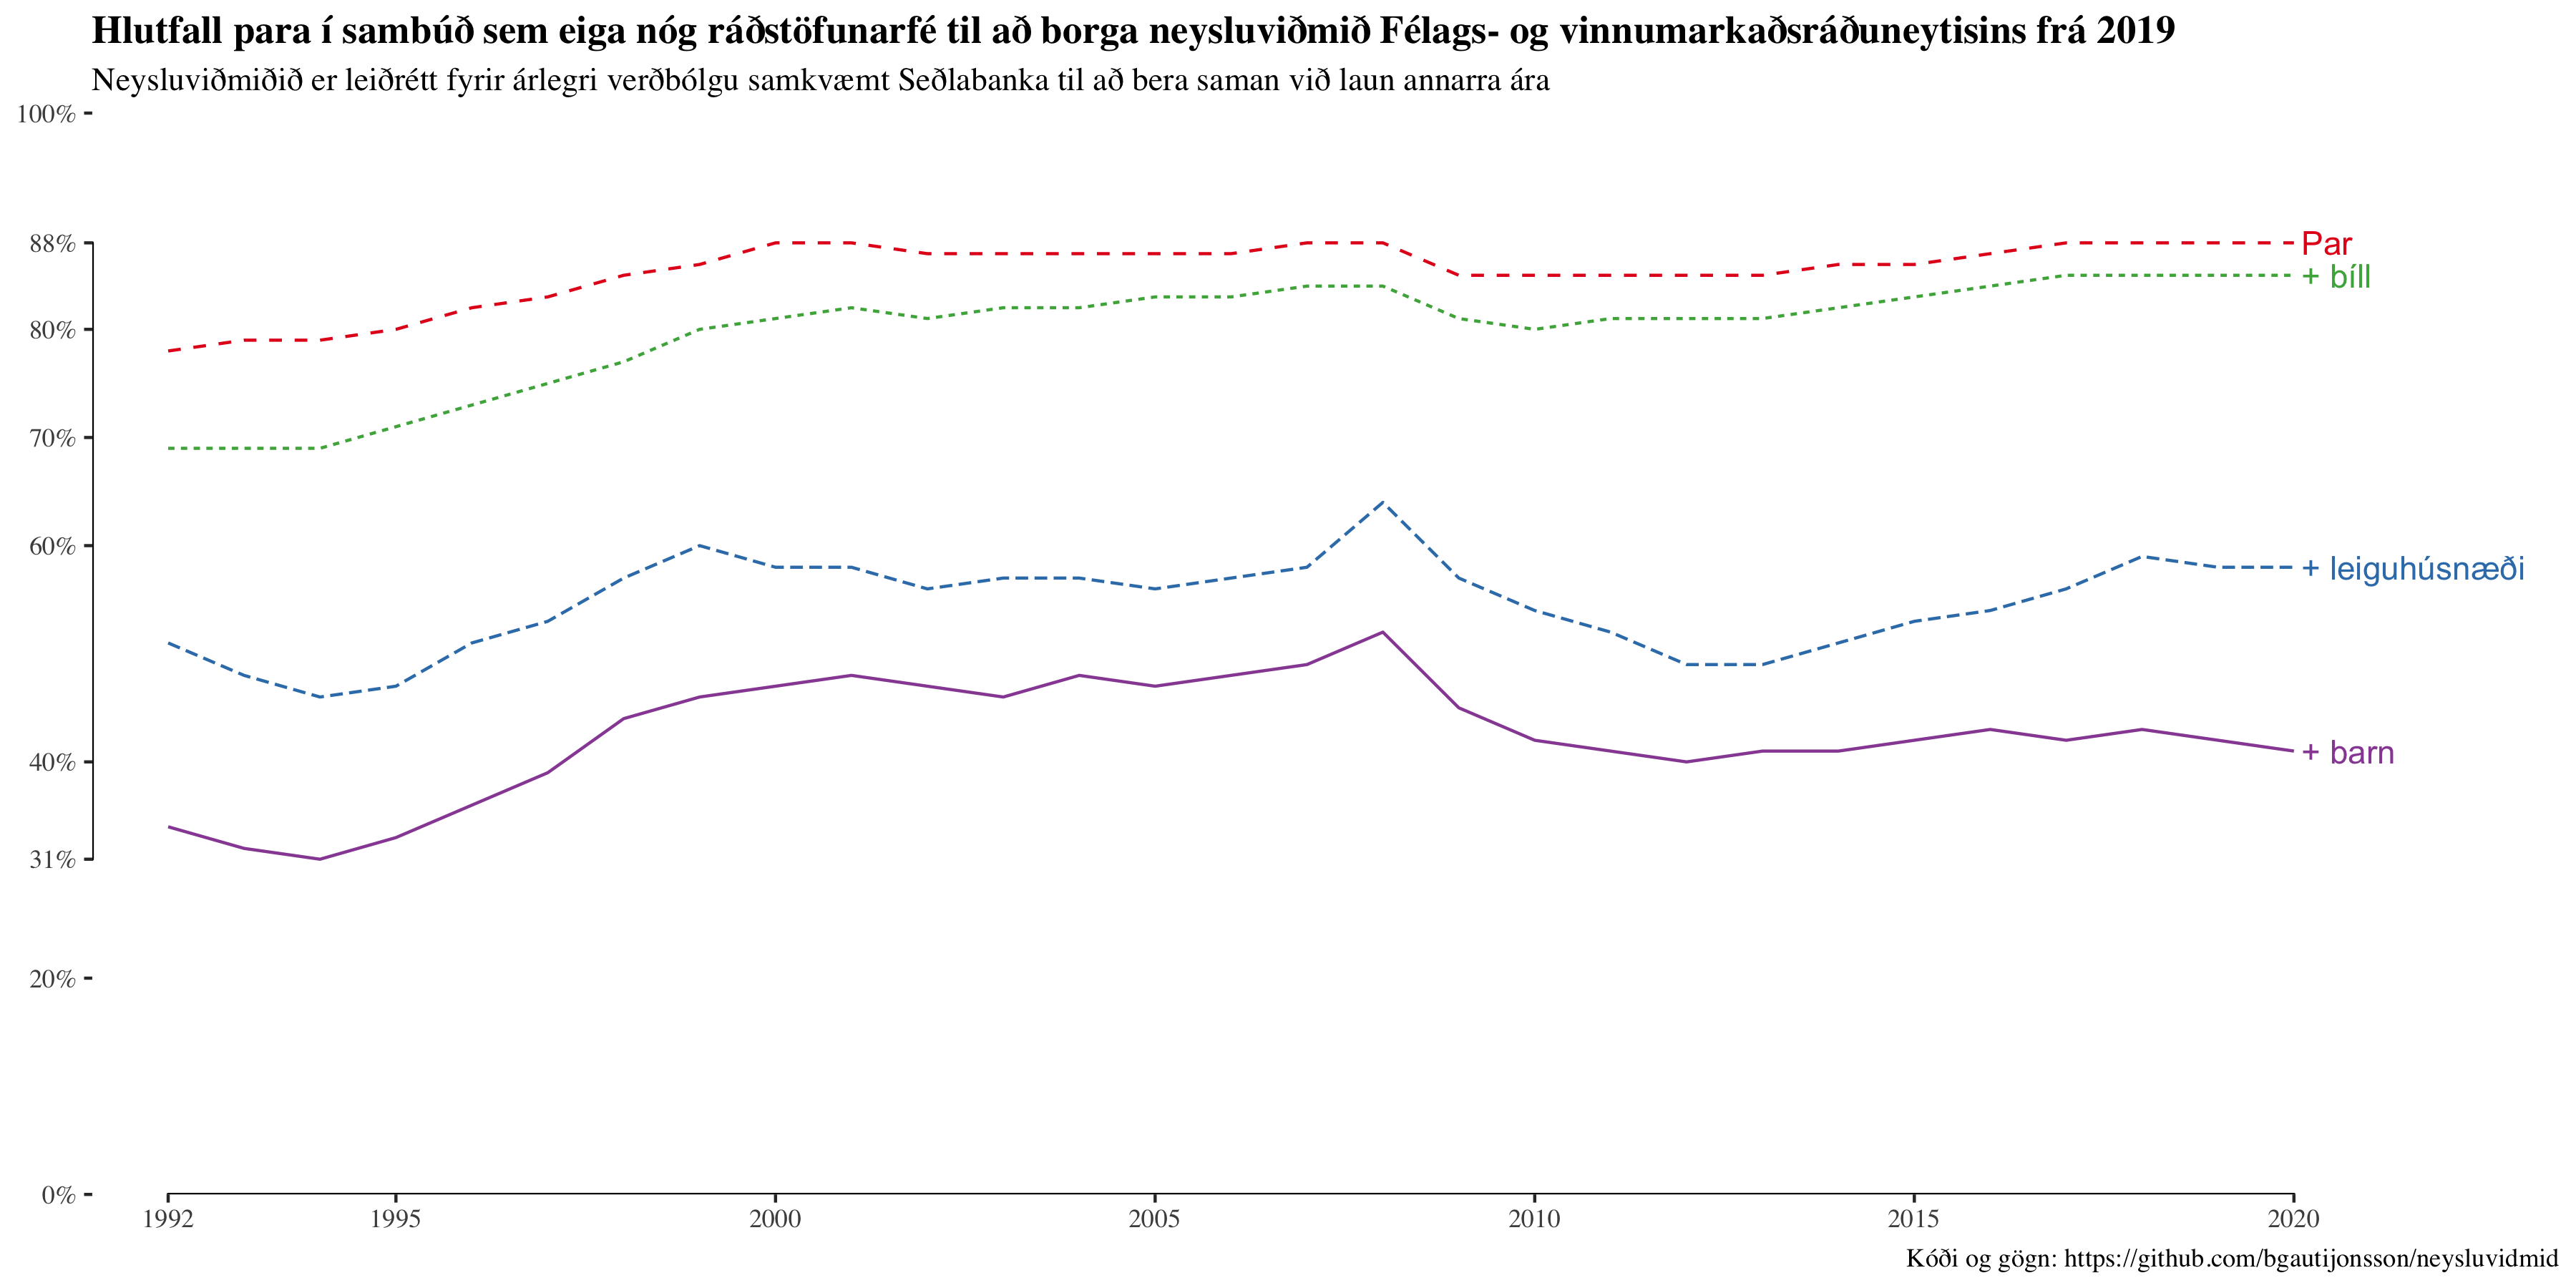 Hlutfall para í sambúð sem eiga nóg ráðstöfunarfé til að borga neysluviðmið Félags- og vinnumarkaðsráðuneytisins frá 2019
Neysluviðmiðið er leiðrétt fyrir árlegri verðbólgu samkvæmt Seðlabanka til að bera saman við laun annarra ára
100%
88%
Par
+ bíll
80%
70%
60%
+ leiguhúsnæði
40%
+ barn
31%
20%
0%
1992 1995 2000 2005 2010 2015 2020
Kóði og gögn: https://github.com/bgautijonsson/neysluvidmid